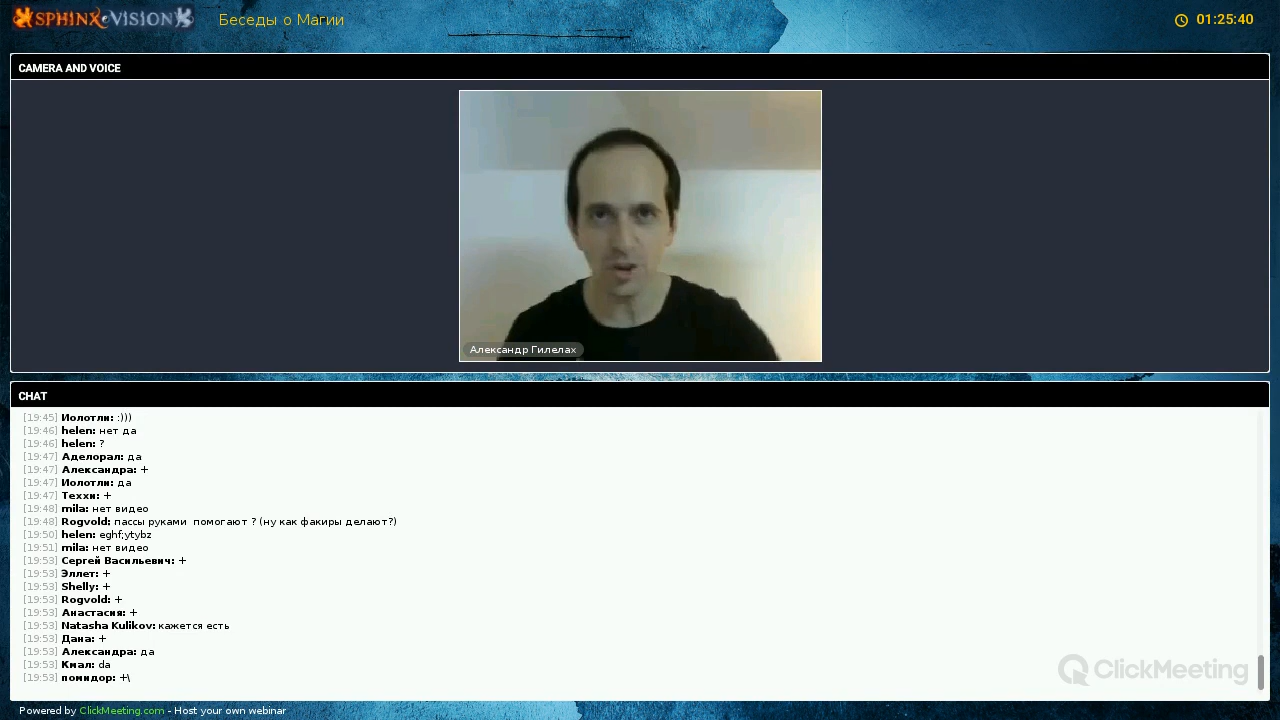 SPHINX VISION Беседы о Магии 01:25:40
CAMERA AND VOICE
Александр Гилелах
CHAT
[19:45] Иолотли: :)))
[19:46] helen: нет да
[19:46] helen: ?
[19:47] Аделорал: да
[19:47] Александра: +
[19:47] Иолотли: да
[19:47] Теххи: +
[19:48] mila: нет видео
[19:48] Rogvold: пассы руками помогают ? (ну как факиры делают?)
[19:50] helen: eghf;ytybz
[19:51] mila: нет видео
[19:53] Сергей Васильевич: +
[19:53] Эллет: +
[19:53] Shelly: +
[19:53] Rogvold: +
[19:53] Анастасия: +
[19:53] Natasha Kulikov: кажется есть
[19:53] Дана: +
[19:53] Александра: да
[19:53] Кмал: da
[19:53] помидор: +\
ClickMeeting
Powered by ClickMeeting.com - Host your own webinar